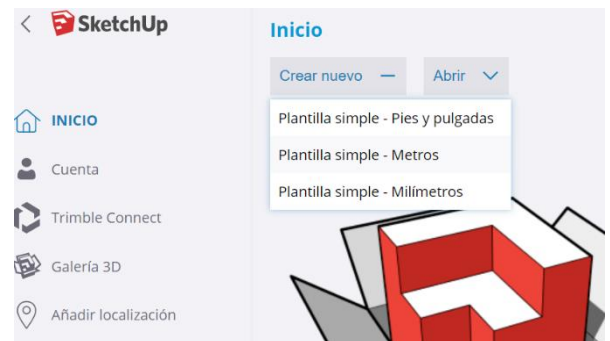 SketchUp
INICIO
Cuenta
Trimble Connect
Galería 3D
Añadir localización
Inicio
Crear nuevo
Abrir
Plantilla simple - Pies y pulgadas
Plantilla simple - Metros
Plantilla simple - Milímetros